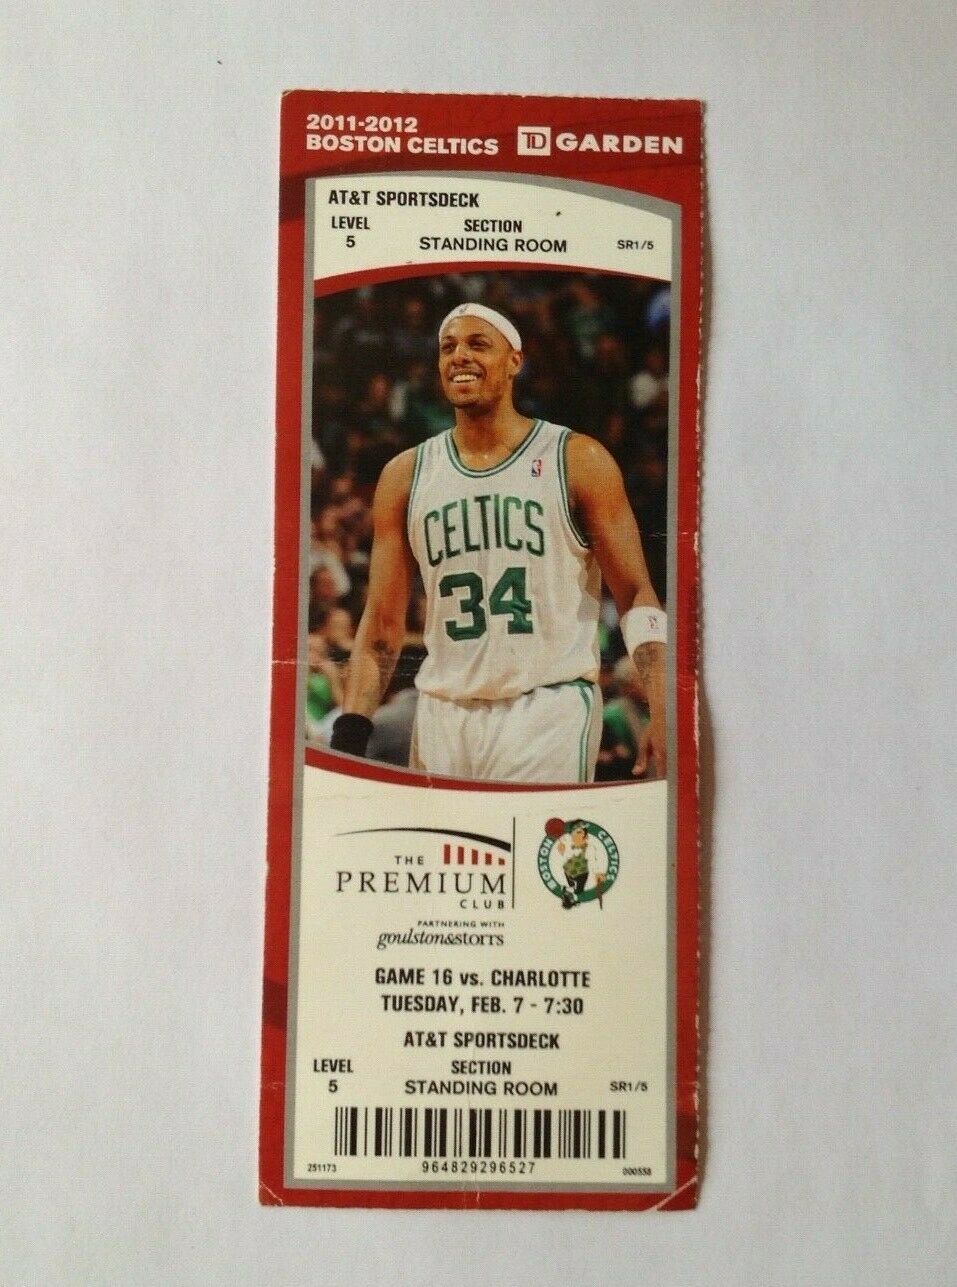 2011-2012
BOSTON CELTICS TD GARDEN
AT&T SPORTSDECK
LEVEL SECTION
5 STANDING ROOM SR1/5
CELTICS
34
THE
PREMIUM
CLUB
BOSTON CELTICS
PARTNERING WITH
goulston&storrs
GAME 16 vs. CHARLOTTE
TUESDAY, FEB. 7 - 7:30
AT&T SPORTSDECK
LEVEL SECTION
5 STANDING ROOM SR1/5
251173 964829296527 000558